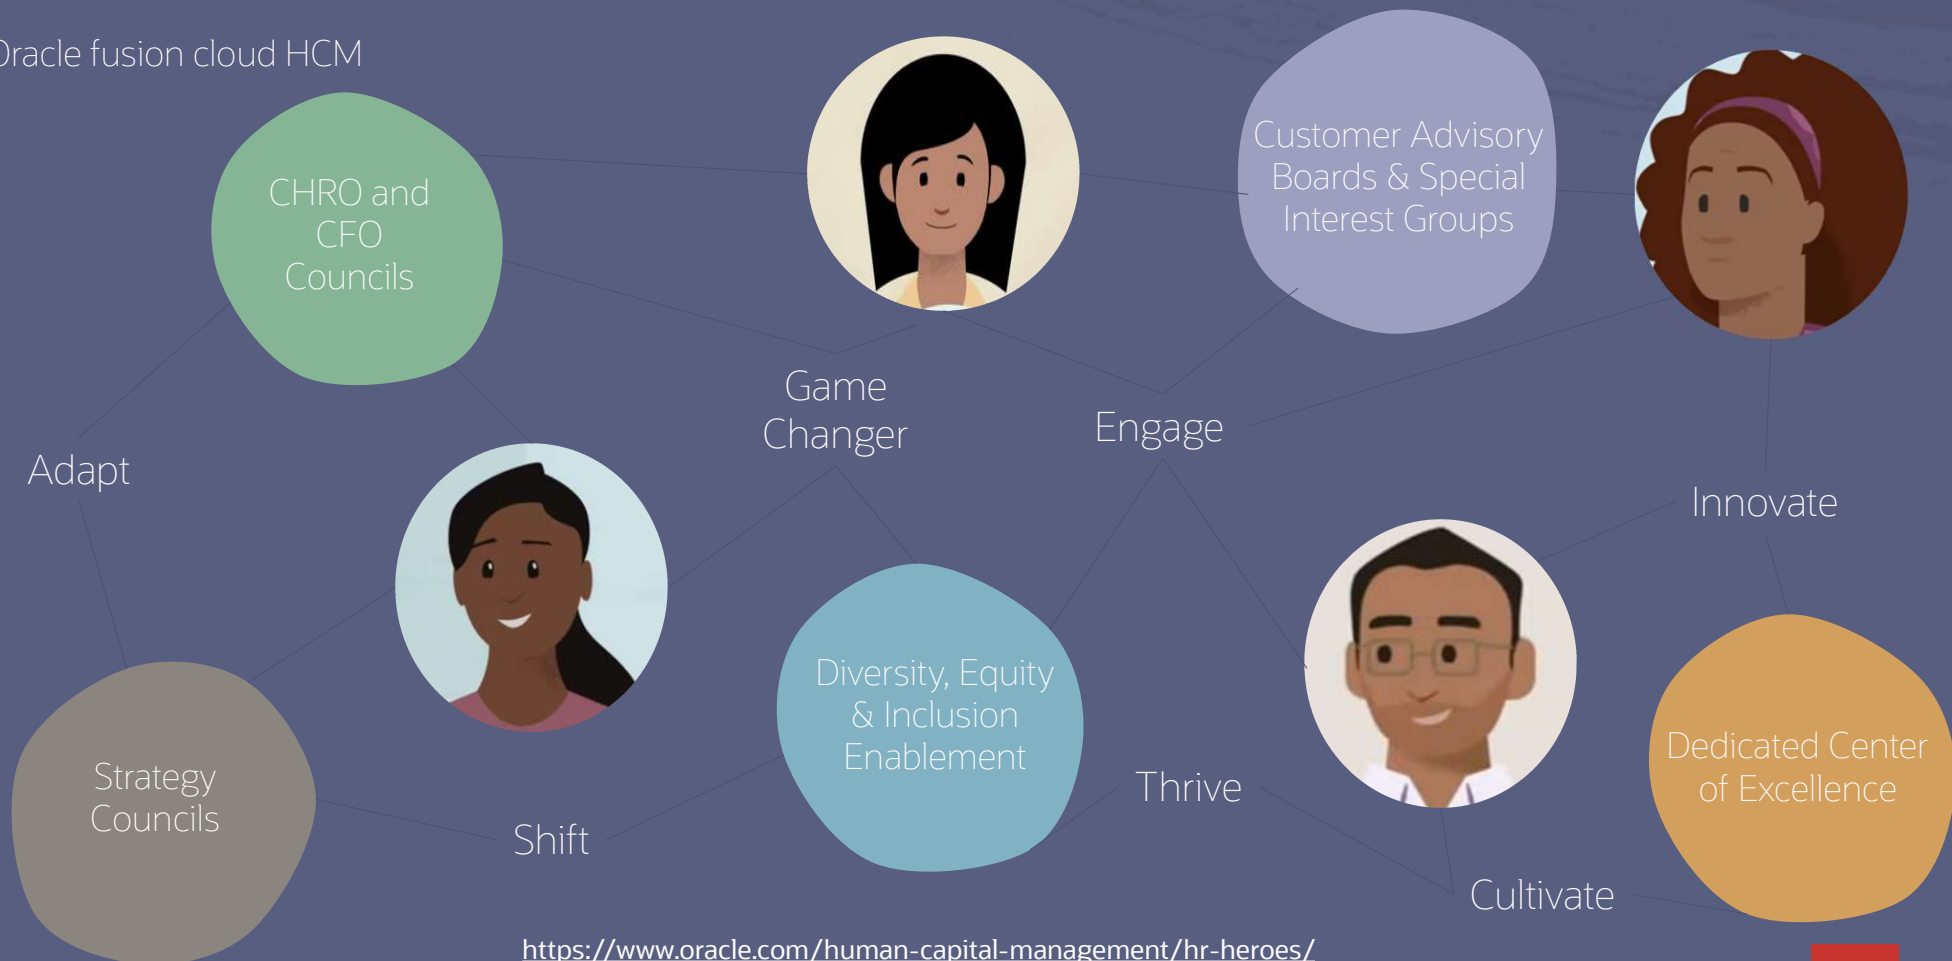 Oracle fusion cloud HCM
CHRO and
CFO
Councils
Customer Advisory
Boards & Special
Interest Groups
Game
Changer
Engage
Adapt
Innovate
Diversity, Equity
& Inclusion
Enablement
Dedicated Center
of Excellence
Strategy
Councils
Thrive
Shift
Cultivate
https://www.oracle.com/human-capital-management/hr-heroes/